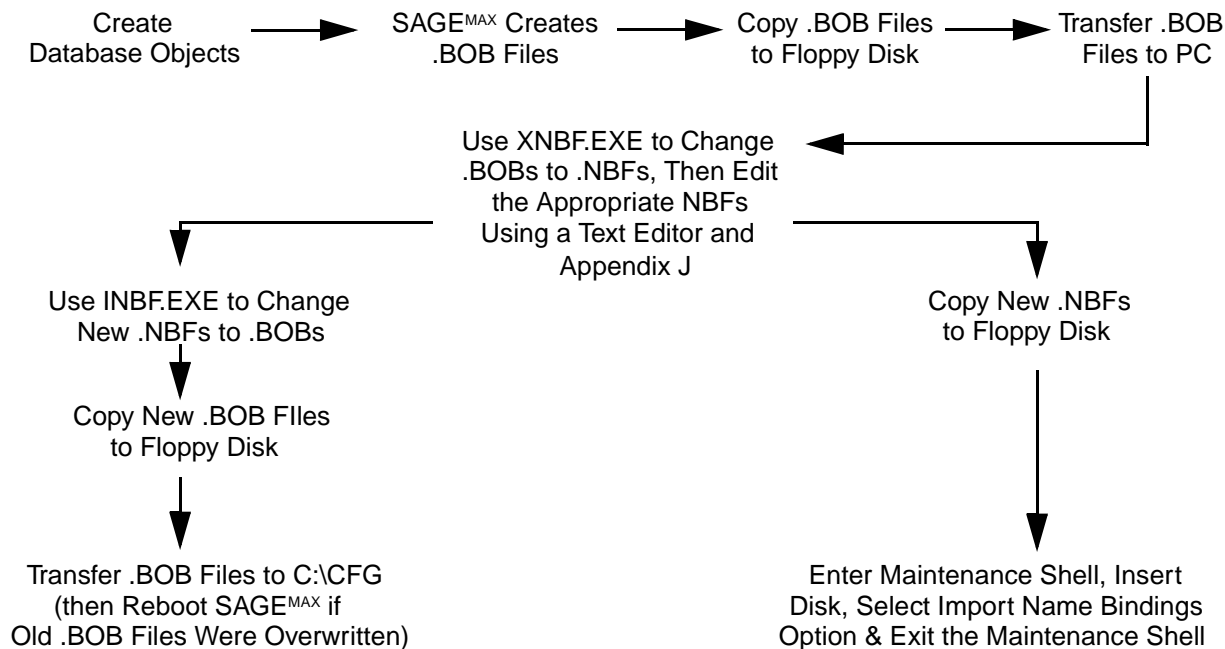 Create
Database Objects
SAGEMAX Creates
.BOB Files
Copy .BOB Files
to Floppy Disk
Transfer .BOB
Files to PC
Use XNBF.EXE to Change
.BOBs to .NBFs, Then Edit
the Appropriate NBFs
Using a Text Editor and
Appendix J
Use INBF.EXE to Change
New .NBFs to .BOBs
Copy New .BOB FIles
to Floppy Disk
Transfer .BOB Files to C:\CFG
(then Reboot SAGEMAX if
Old .BOB Files Were Overwritten)
Copy New .NBFs
to Floppy Disk
Enter Maintenance Shell, Insert
Disk, Select Import Name Bindings
Option & Exit the Maintenance Shell